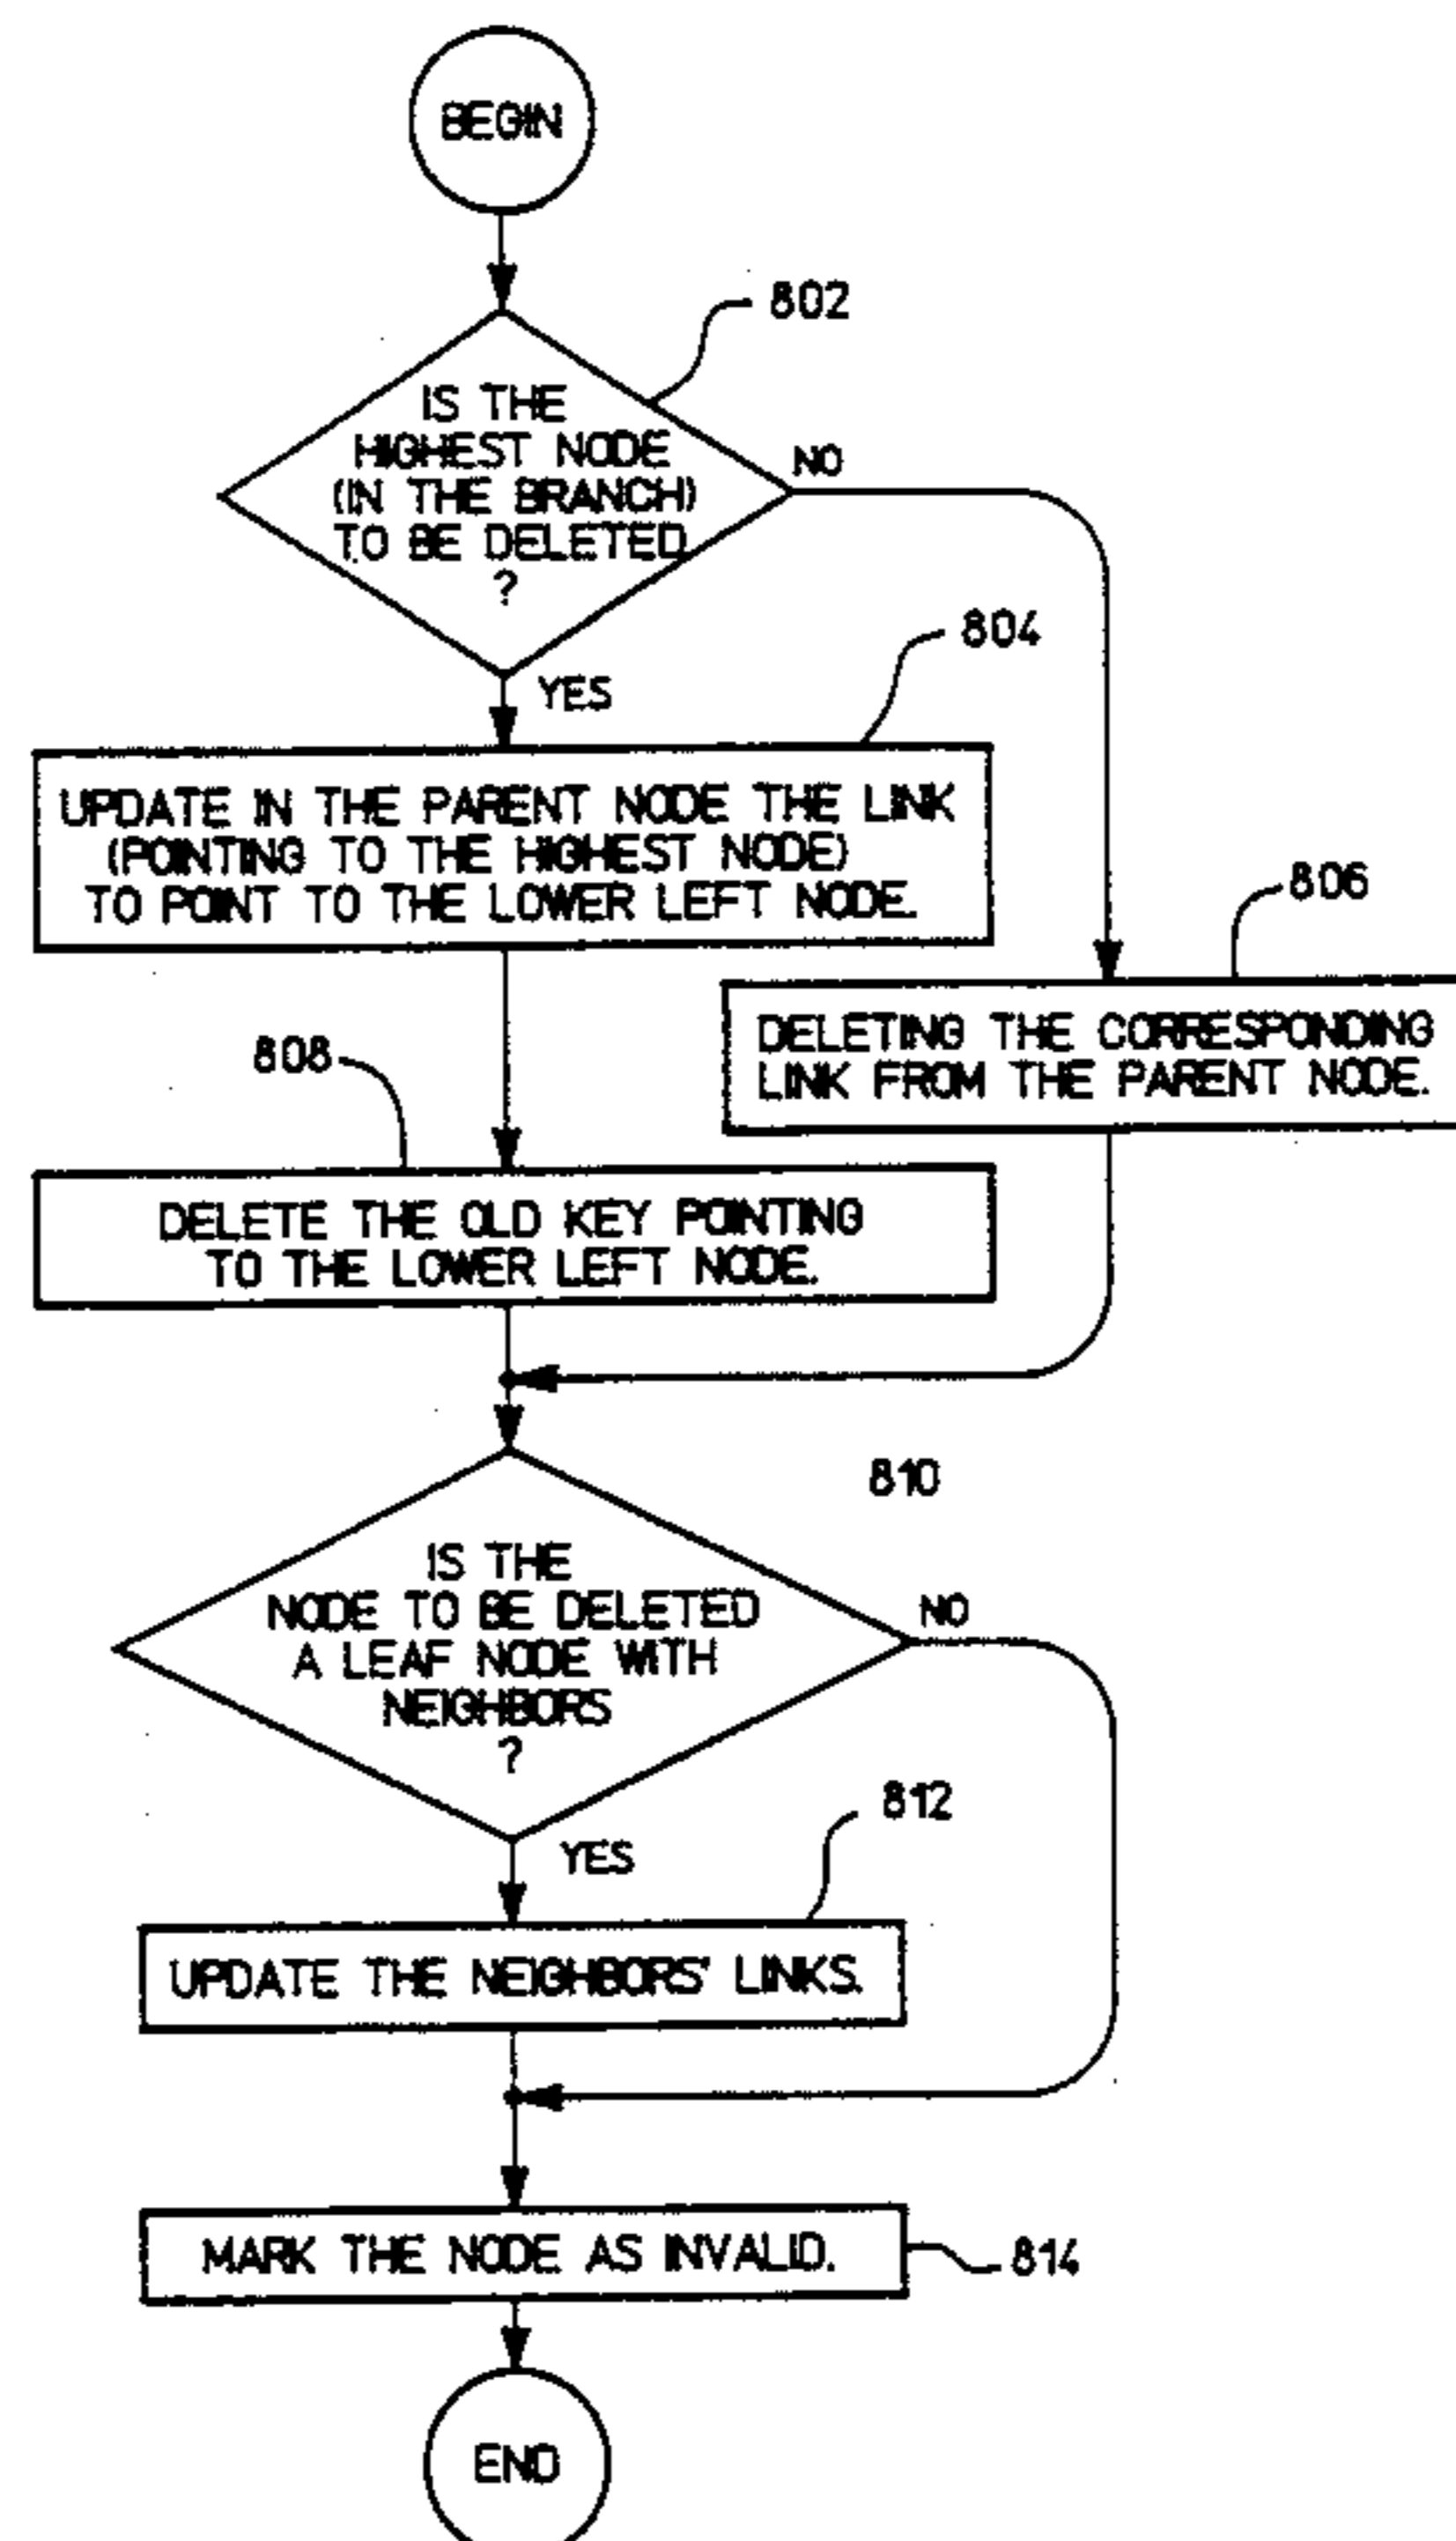 BEGIN
802
IS THE
HIGHEST NODE
(IN THE BRANCH)
TO BE DELETED
?
NO
YES
804
UPDATE IN THE PARENT NODE THE LINK
(POINTING TO THE HIGHEST NODE)
TO POINT TO THE LOWER LEFT NODE.
806
DELETING THE CORRESPONDING
LINK FROM THE PARENT NODE.
808
DELETE THE OLD KEY POINTING
TO THE LOWER LEFT NODE.
810
IS THE
NODE TO BE DELETED
A LEAF NODE WITH
NEIGHBORS
?
NO
YES
812
UPDATE THE NEIGHBORS' LINKS.
MARK THE NODE AS INVALID.
814
END